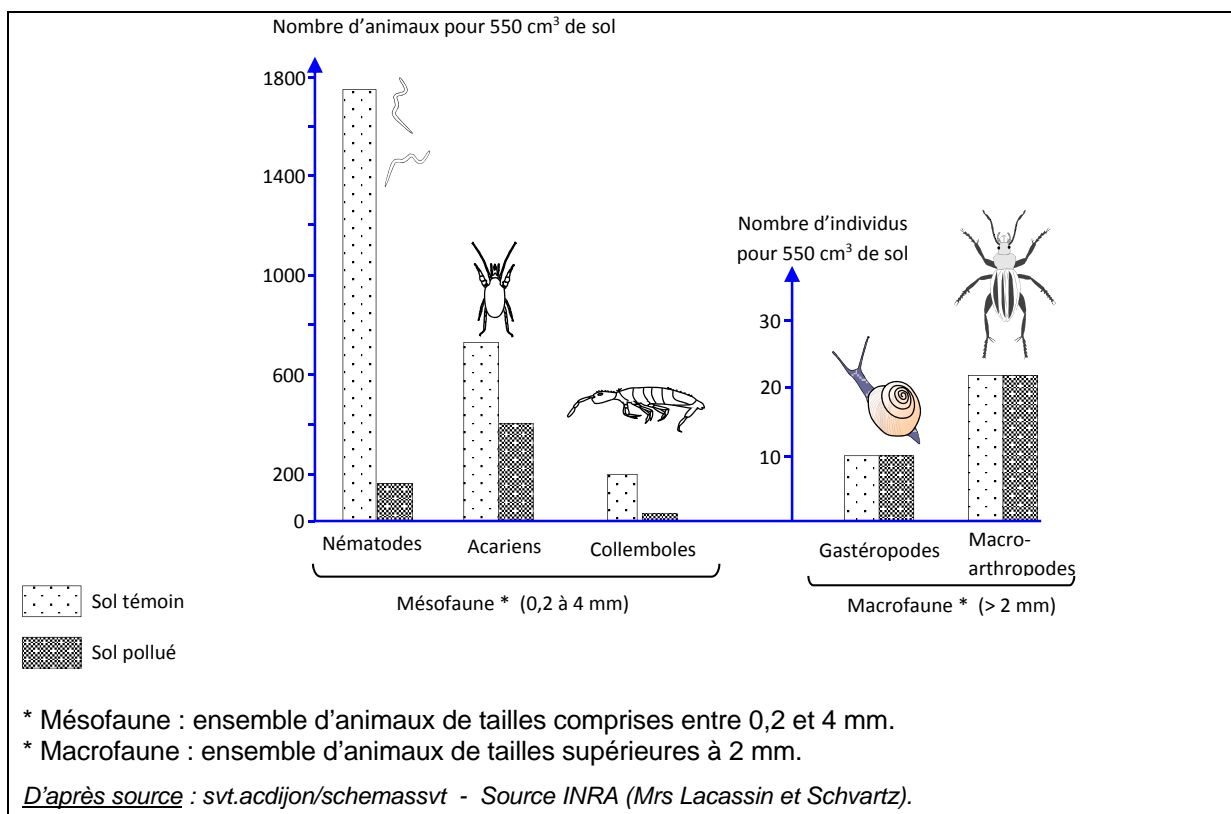 Nombre d’animaux pour 550 cm³ de sol
1800
1400
1000
600
200
0
Nombre d’individus
pour 550 cm³ de sol
30
20
10
Nématodes
Acariens
Collemboles
Gastéropodes
Macro-
arthropodes
Mésofaune * (0,2 à 4 mm)
Macrofaune * (> 2 mm)
Sol témoin
Sol pollué
* Mésofaune : ensemble d’animaux de tailles comprises entre 0,2 et 4 mm.
* Macrofaune : ensemble d’animaux de tailles supérieures à 2 mm.
D’après source : svt.acdijon/schemassvt - Source INRA (Mrs Lacassin et Schvartz).